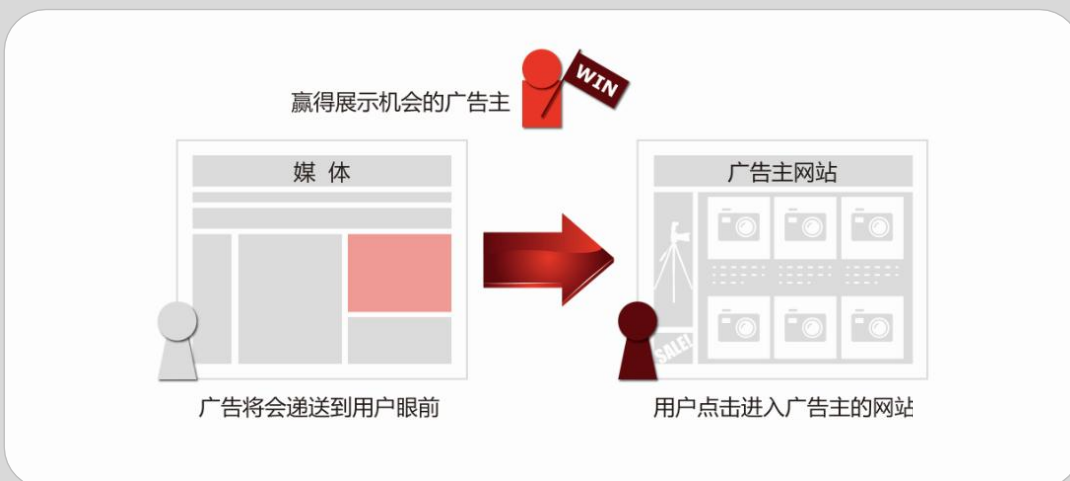 WIN
赢得展示机会的广告主
媒 体
广告主网站
SALE!
广告将会递送到用户眼前
用户点击进入广告主的网站